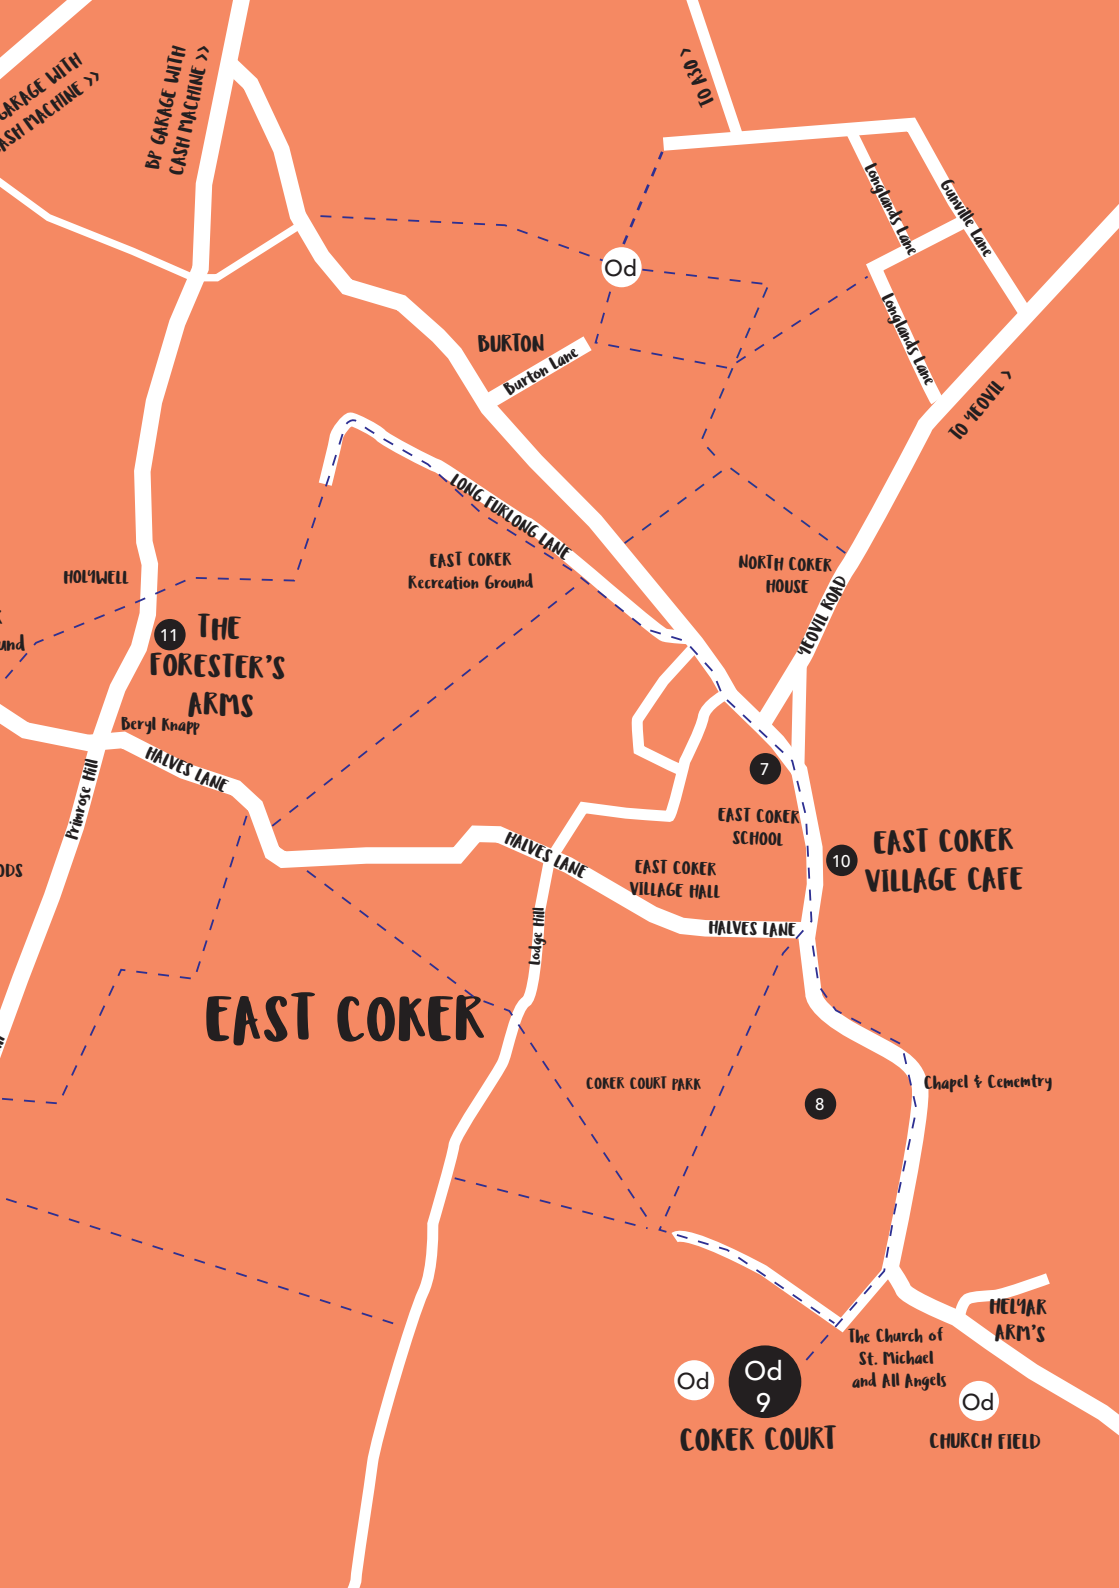 GARAGE WITH
ASH MACHINE >>
BP GARAGE WITH
CASH MACHINE >>
TO A30 >
Longlands Lane
Gunville Lane
Od
Longlands Lane
BURTON
Burton Lane
TO YEOVIL >
LONG FURLONG LANE
EAST COKER
Recreation Ground
NORTH COKER
HOUSE
YEOVIL ROAD
HOLYWELL
und
11
THE
FORESTER'S
ARMS
Beryl Knapp
HALVES LANE
Primrose Hill
7
EAST COKER
SCHOOL
10
EAST COKER
VILLAGE CAFE
HALVES LANE
EAST COKER
VILLAGE HALL
ODS
HALVES LANE
Lodge Hill
EAST COKER
COKER COURT PARK
Chapel & Cememtry
8
HELYAR
ARM'S
The Church of
St. Michael
and All Angels
Od
Od
9
Od
COKER COURT
CHURCH FIELD